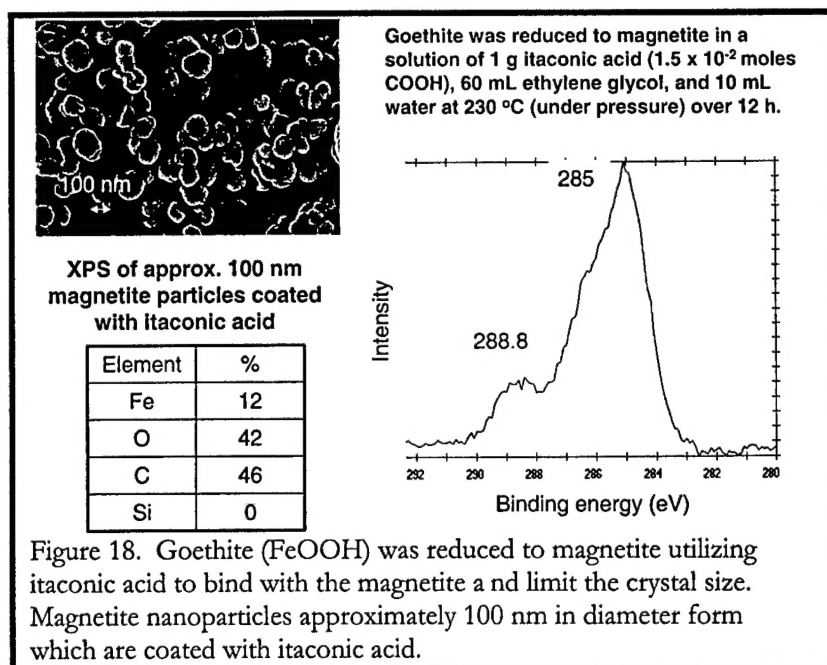 Goethite was reduced to magnetite in a
solution of 1 g itaconic acid (1.5 x 10⁻² moles
COOH), 60 mL ethylene glycol, and 10 mL
water at 230 °C (under pressure) over 12 h.
100 nm
XPS of approx. 100 nm
magnetite particles coated
with itaconic acid
Element %
Fe 12
O 42
C 46
Si 0
285
288.8
Intensity
292 290 288 286 284 282 280
Binding energy (eV)
Figure 18. Goethite (FeOOH) was reduced to magnetite utilizing
itaconic acid to bind with the magnetite a nd limit the crystal size.
Magnetite nanoparticles approximately 100 nm in diameter form
which are coated with itaconic acid.